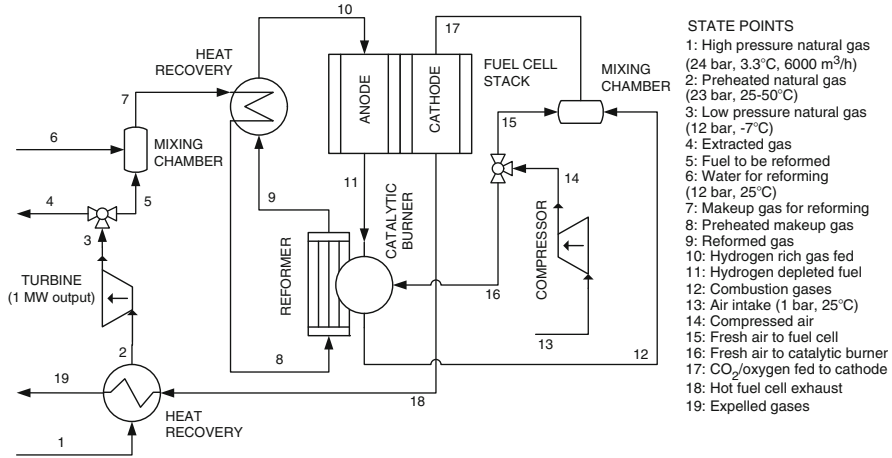 10
17
HEAT
RECOVERY
ANODE
CATHODE
FUEL CELL
STACK
MIXING
CHAMBER
7
6
MIXING
CHAMBER
15
14
4
5
3
9
11
CATALYTIC
BURNER
REFORMER
COMPRESSOR
TURBINE
(1 MW output)
16
13
2
8
12
19
18
HEAT
RECOVERY
1
STATE POINTS
1: High pressure natural gas
(24 bar, 3.3°C, 6000 m³/h)
2: Preheated natural gas
(23 bar, 25-50°C)
3: Low pressure natural gas
(12 bar, -7°C)
4: Extracted gas
5: Fuel to be reformed
6: Water for reforming
(12 bar, 25°C)
7: Makeup gas for reforming
8: Preheated makeup gas
9: Reformed gas
10: Hydrogen rich gas fed
11: Hydrogen depleted fuel
12: Combustion gases
13: Air intake (1 bar, 25°C)
14: Compressed air
15: Fresh air to fuel cell
16: Fresh air to catalytic burner
17: CO₂/oxygen fed to cathode
18: Hot fuel cell exhaust
19: Expelled gases